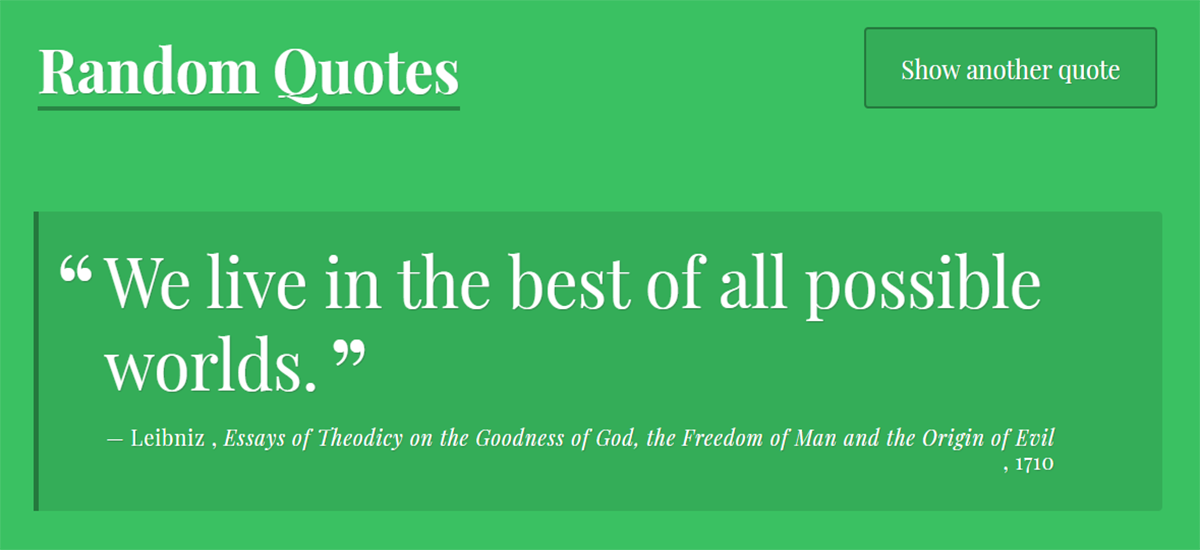 Random Quotes
Show another quote
“ We live in the best of all possible
worlds. ”
— Leibniz , Essays of Theodicy on the Goodness of God, the Freedom of Man and the Origin of Evil
, 1710